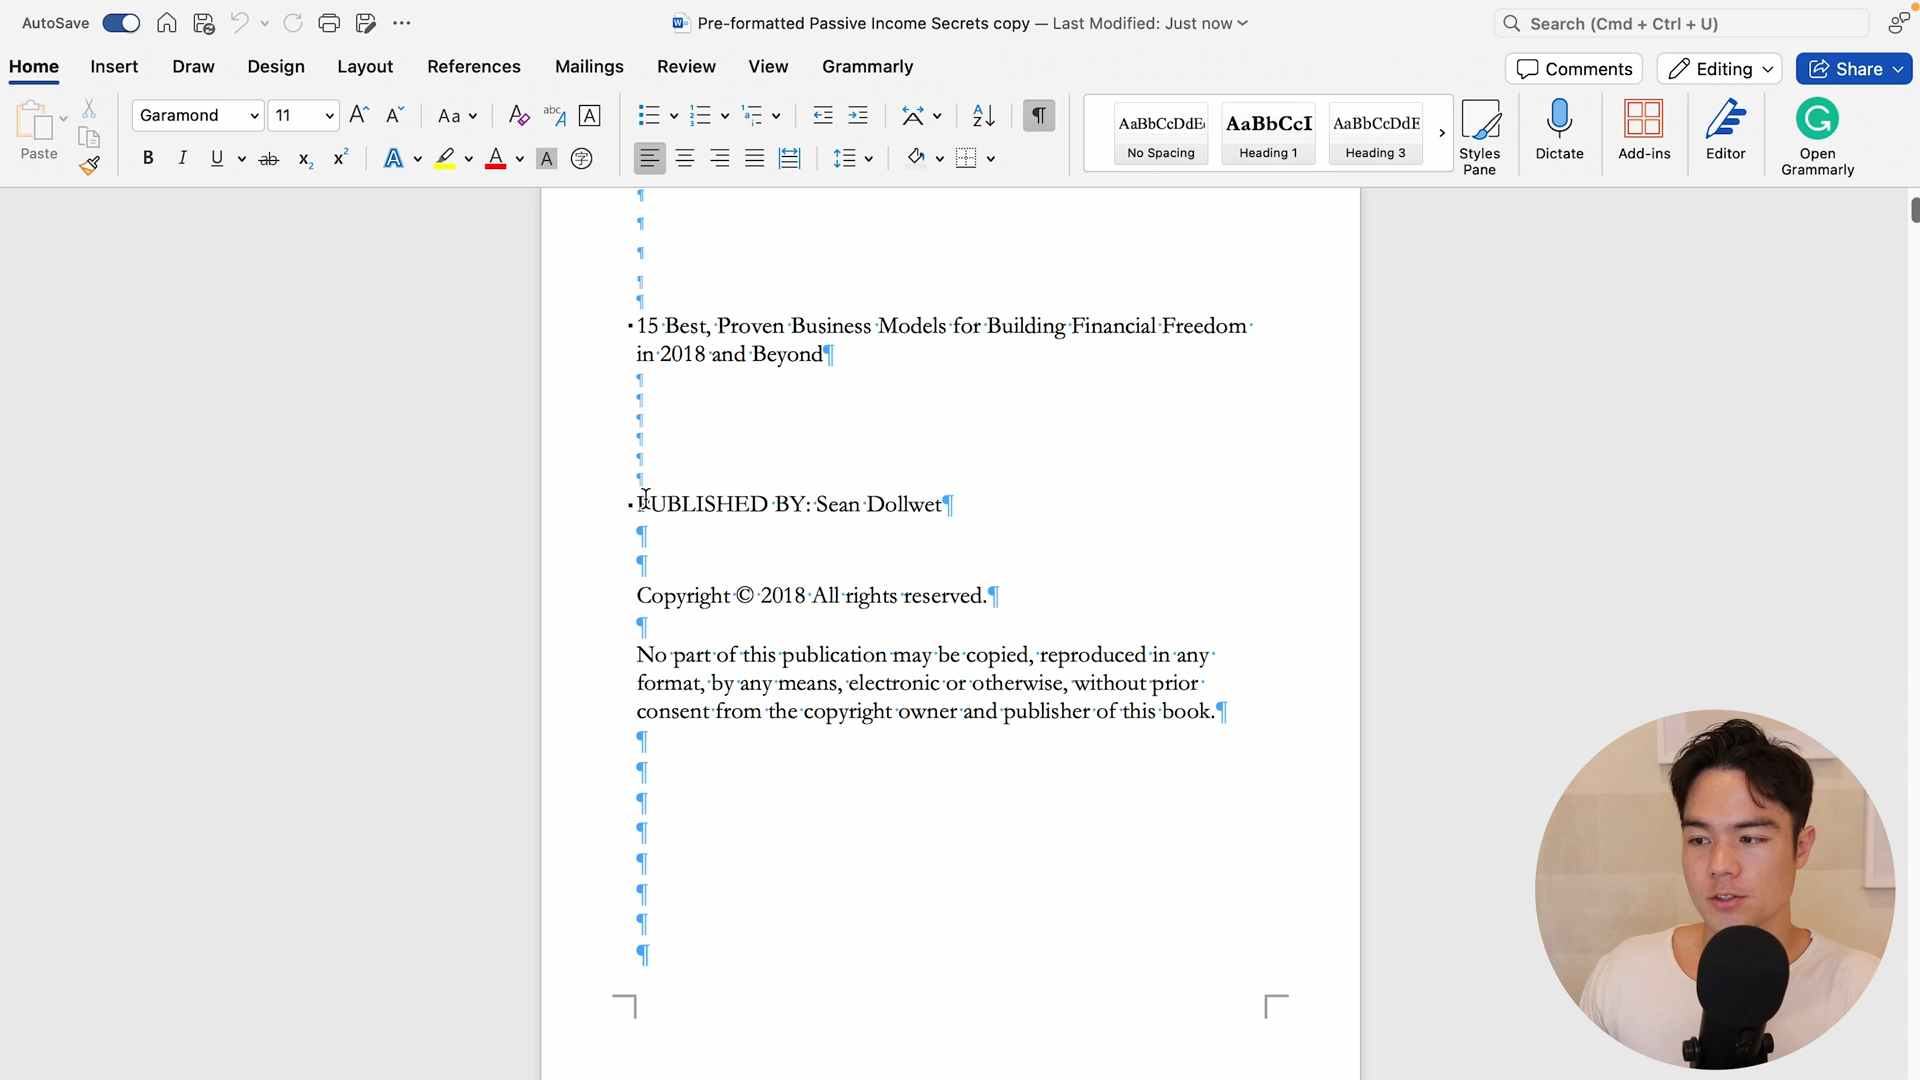 AutoSave
Pre-formatted Passive Income Secrets copy — Last Modified: Just now
Search (Cmd + Ctrl + U)
Home Insert Draw Design Layout References Mailings Review View Grammarly
Comments Editing Share
Paste
Garamond 11 Aa
AaBbCcDdE
No Spacing
AaBbCcI
Heading 1
AaBbCcDdE
Heading 3
Styles
Pane
Dictate
Add-ins
Editor
Open
Grammarly
15 Best, Proven Business Models for Building Financial Freedom
in 2018 and Beyond¶
PUBLISHED BY: Sean Dollwet¶
Copyright © 2018 All rights reserved.¶
No part of this publication may be copied, reproduced in any
format, by any means, electronic or otherwise, without prior
consent from the copyright owner and publisher of this book.¶